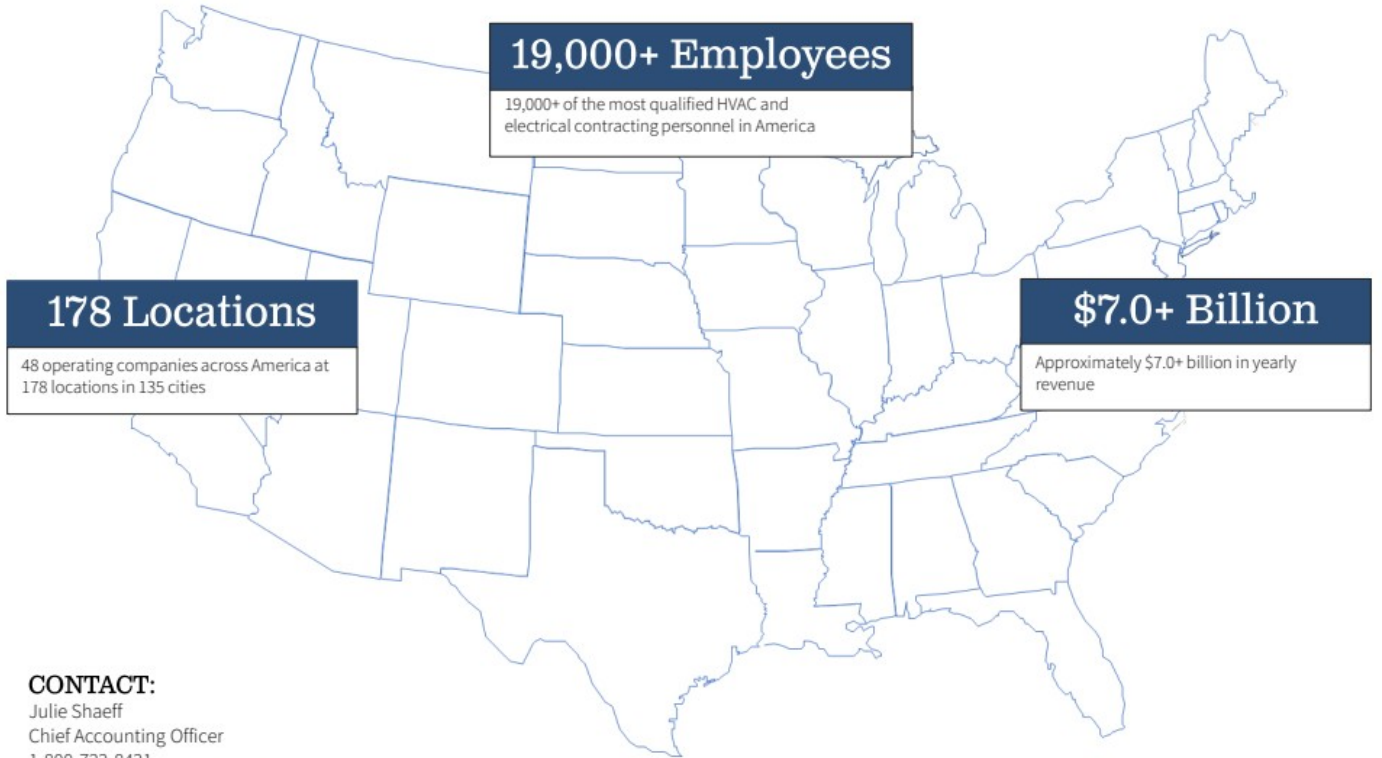 19,000+ Employees
19,000+ of the most qualified HVAC and
electrical contracting personnel in America
178 Locations
48 operating companies across America at
178 locations in 135 cities
$7.0+ Billion
Approximately $7.0+ billion in yearly
revenue
CONTACT:
Julie Shaeff
Chief Accounting Officer